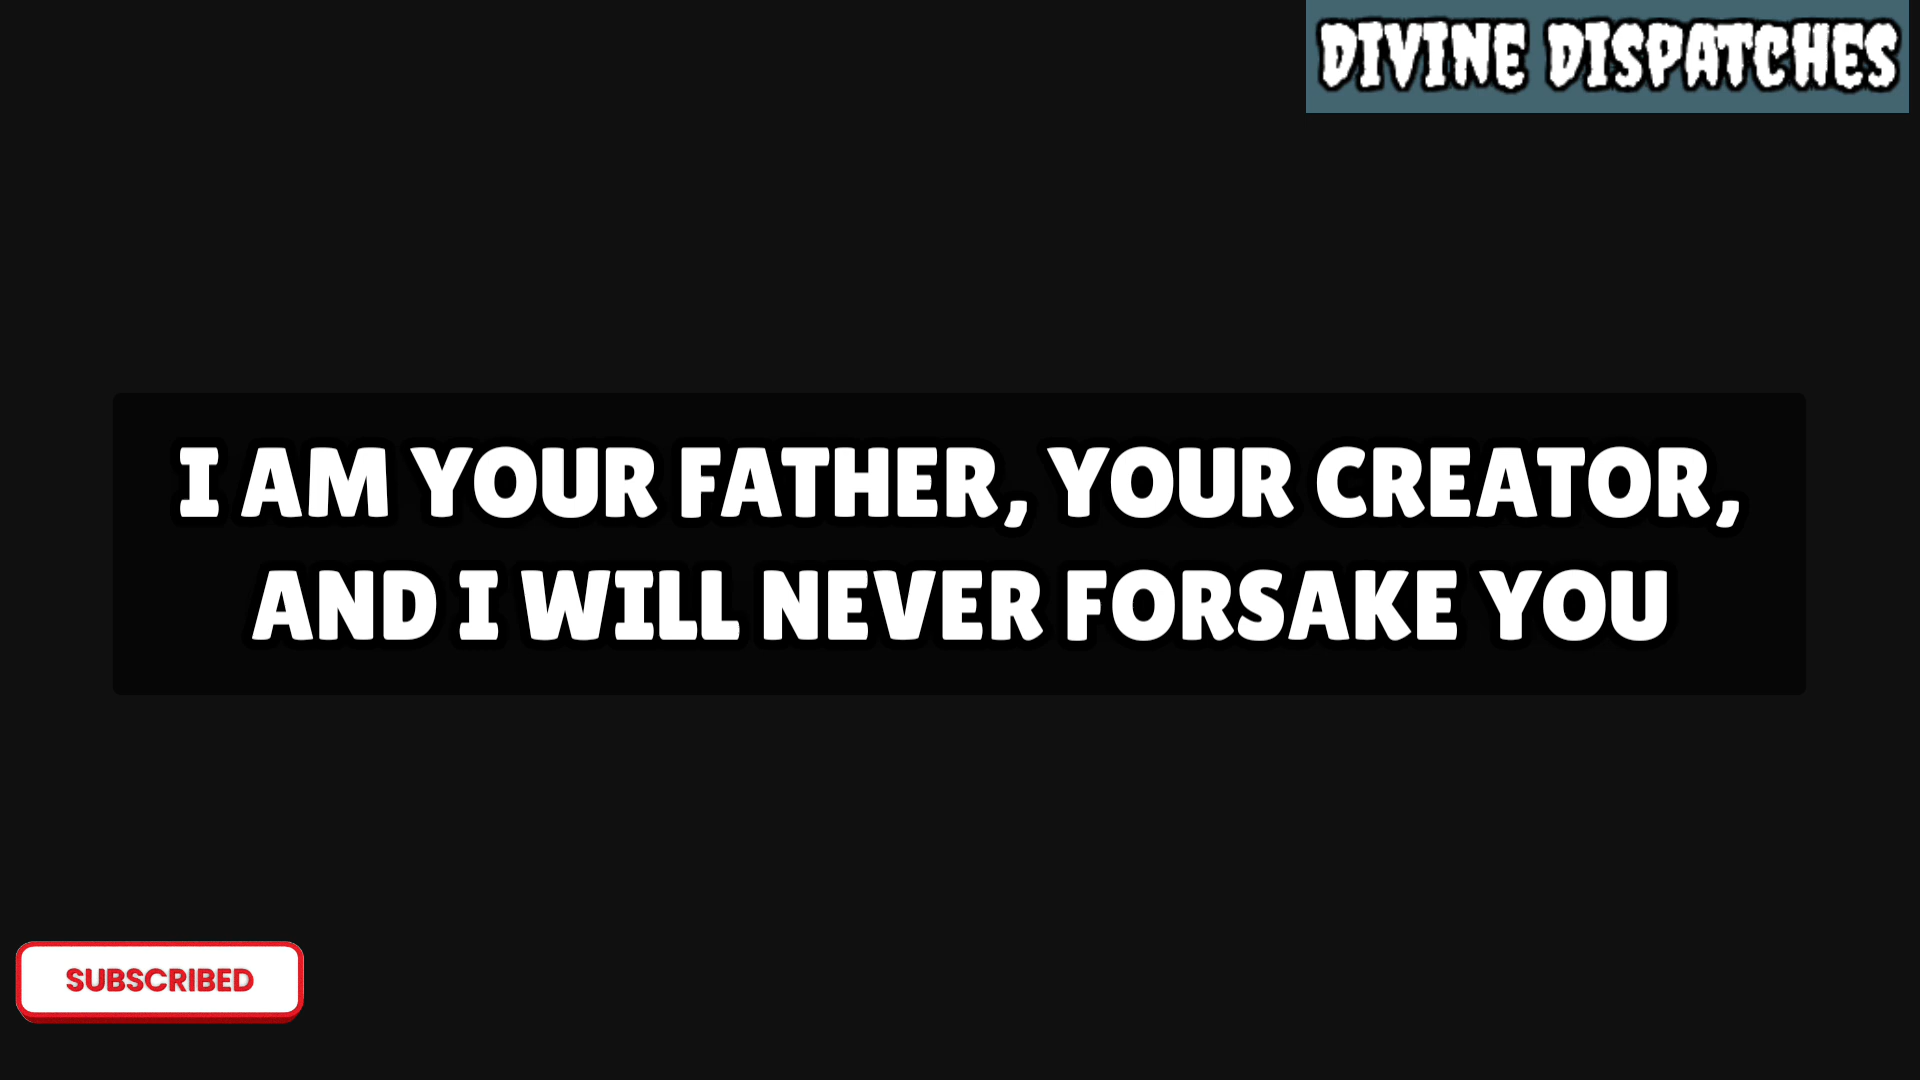 DIVINE DISPATCHES
I AM YOUR FATHER, YOUR CREATOR,
AND I WILL NEVER FORSAKE YOU
SUBSCRIBED